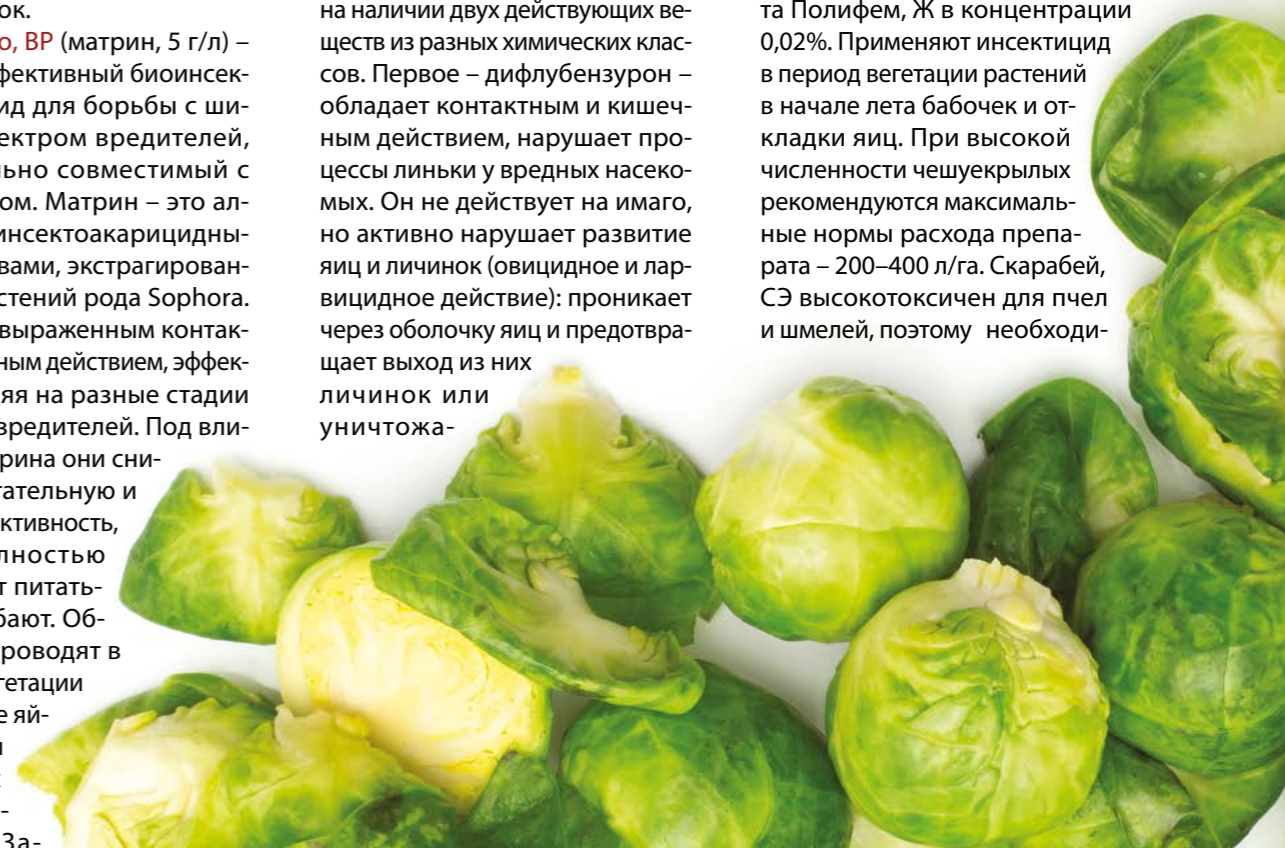 ок.
о, ВР (матрин, 5 г/л) –
фективный биоинсек-
ид для борьбы с ши-
ектром вредителей,
ьно совместимый с
ом. Матрин – это ал-
инсектоакарицидны-
вами, экстрагирован-
стений рода Sophora.
выраженным контак-
ным действием, эффек-
яя на разные стадии
вредителей. Под вли-
рина они сни-
тательную и
ктивность,
лностью
т питать-
бают. Об-
роводят в
гетации
е яй-
-
За-
на наличии двух действующих ве-
ществ из разных химических клас-
сов. Первое – дифлубензурон –
обладает контактным и кишеч-
ным действием, нарушает про-
цессы линьки у вредных насеко-
мых. Он не действует на имаго,
но активно нарушает развитие
яиц и личинок (овицидное и лар-
вицидное действие): проникает
через оболочку яиц и предотвра-
щает выход из них
личинок или
уничтожа-
та Полифем, Ж в концентрации
0,02%. Применяют инсектицид
в период вегетации растений
в начале лета бабочек и от-
кладки яиц. При высокой
численности чешуекрылых
рекомендуются максималь-
ные нормы расхода препа-
рата – 200–400 л/га. Скарабей,
СЭ высокотоксичен для пчел
и шмелей, поэтому необходи-